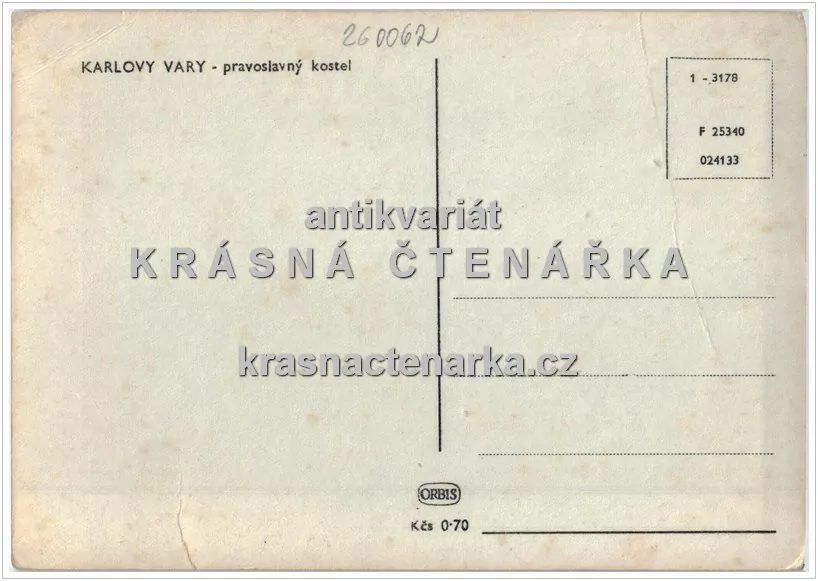 260062
KARLOVY VARY - pravoslavný kostel
1 - 3178
F 25340
024133
antikvariát
KRÁSNÁ ČTENÁŘKA
krasnactenarka.cz
ORBIS
Kčs 0·70